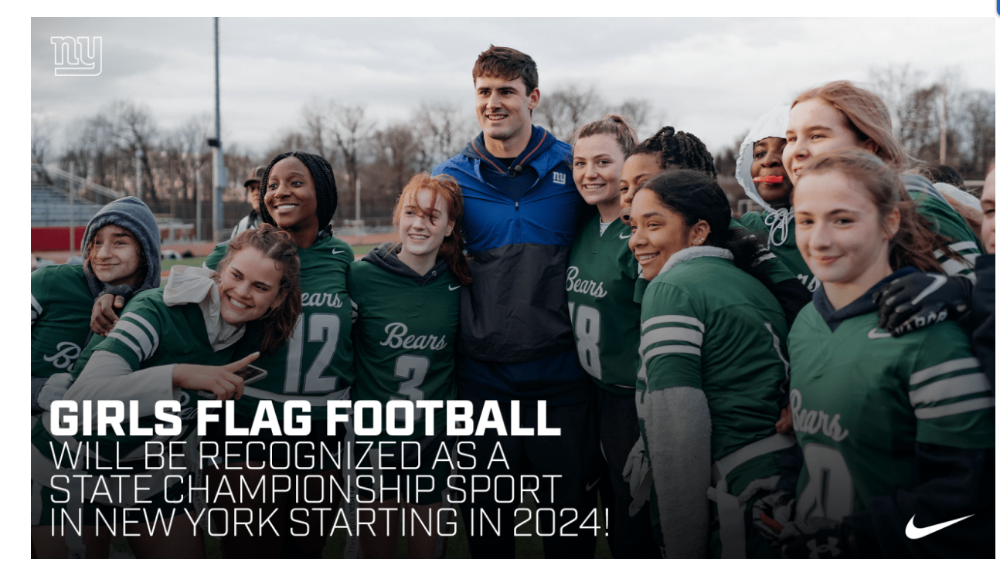 ny
ny
Bears
12
Bears
3
Bears
18
Bears
GIRLS FLAG FOOTBALL
WILL BE RECOGNIZED AS A
STATE CHAMPIONSHIP SPORT
IN NEW YORK STARTING IN 2024!